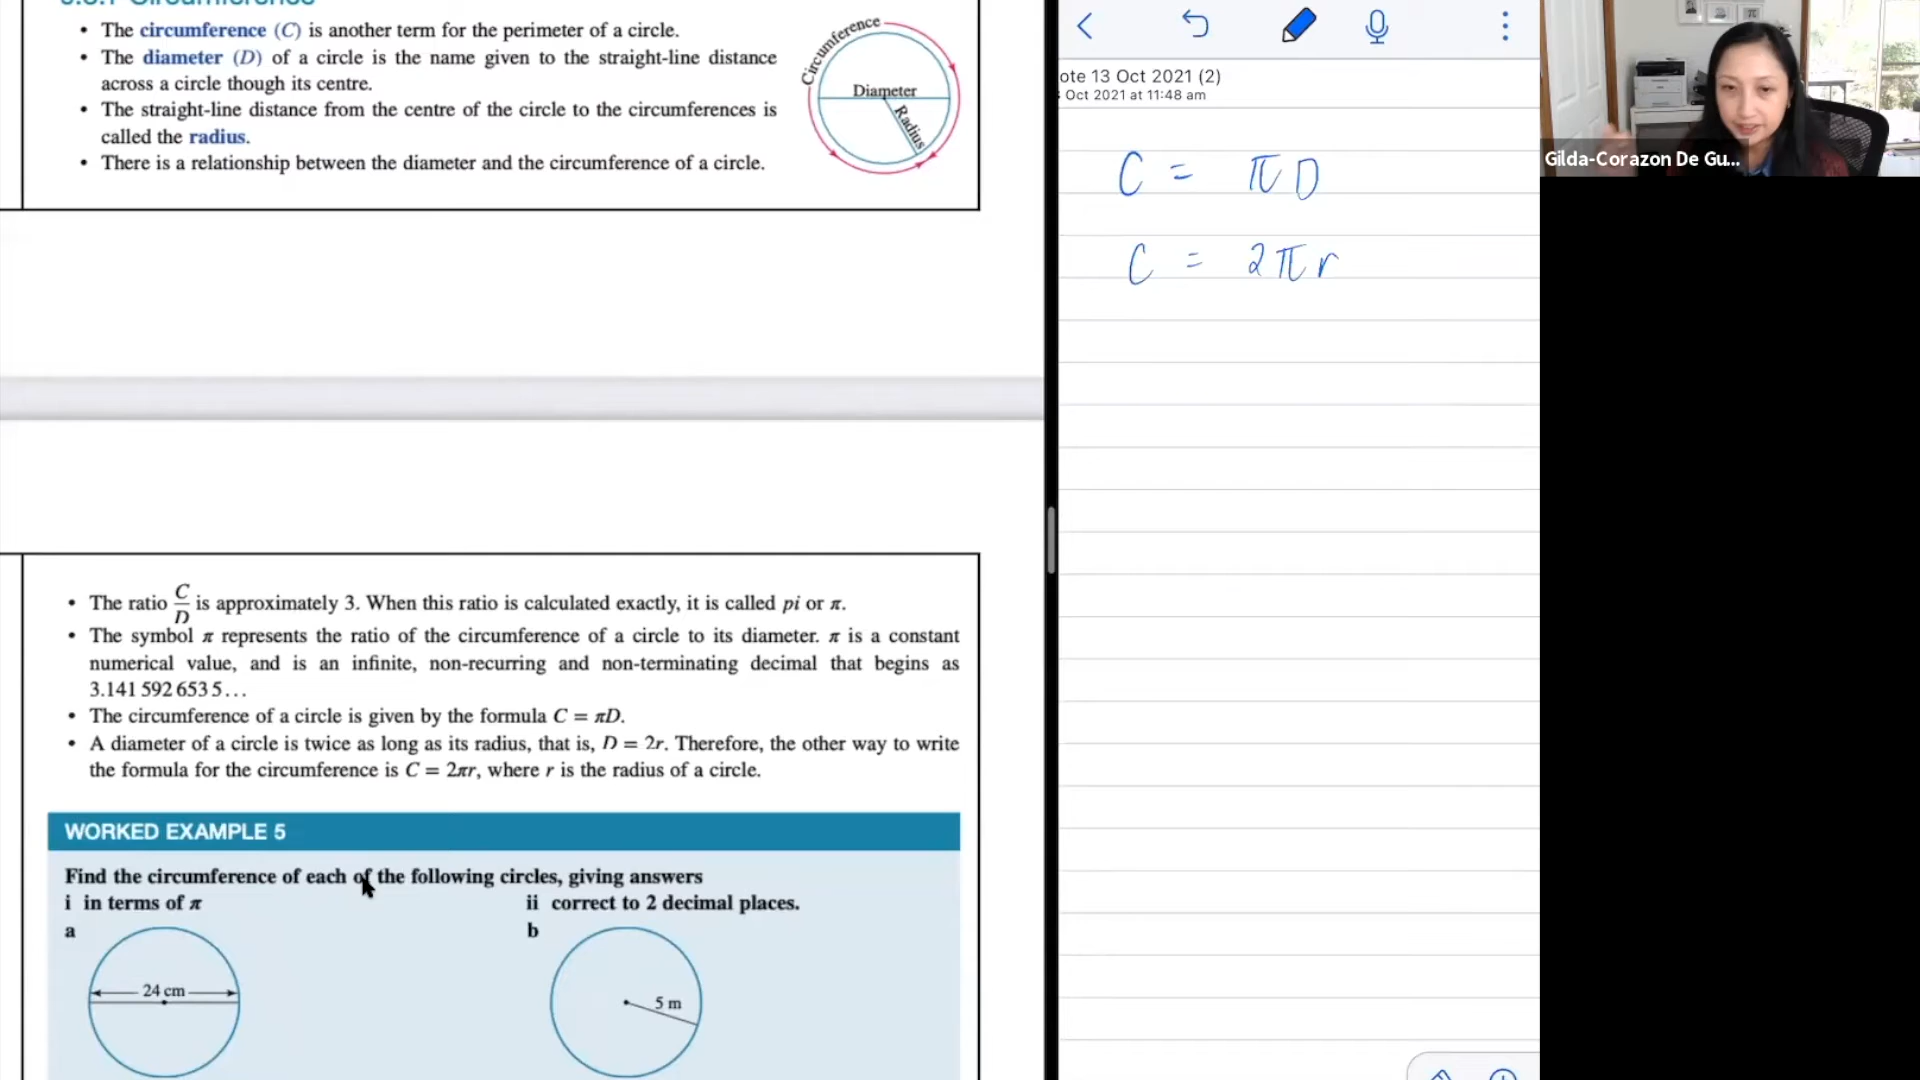 • The circumference (C) is another term for the perimeter of a circle.
• The diameter (D) of a circle is the name given to the straight-line distance
across a circle though its centre.
• The straight-line distance from the centre of the circle to the circumferences is
called the radius.
• There is a relationship between the diameter and the circumference of a circle.
Circumference
Diameter
Radius
• The ratio C/D is approximately 3. When this ratio is calculated exactly, it is called pi or π.
• The symbol π represents the ratio of the circumference of a circle to its diameter. π is a constant
numerical value, and is an infinite, non-recurring and non-terminating decimal that begins as
3.141 592 653 5…
• The circumference of a circle is given by the formula C = πD.
• A diameter of a circle is twice as long as its radius, that is, D = 2r. Therefore, the other way to write
the formula for the circumference is C = 2πr, where r is the radius of a circle.
WORKED EXAMPLE 5
Find the circumference of each of the following circles, giving answers
i in terms of π
ii correct to 2 decimal places.
a
b
24 cm
5 m
ote 13 Oct 2021 (2)
Oct 2021 at 11:48 am
C = πD
C = 2πr
Gilda-Corazon De Gu...